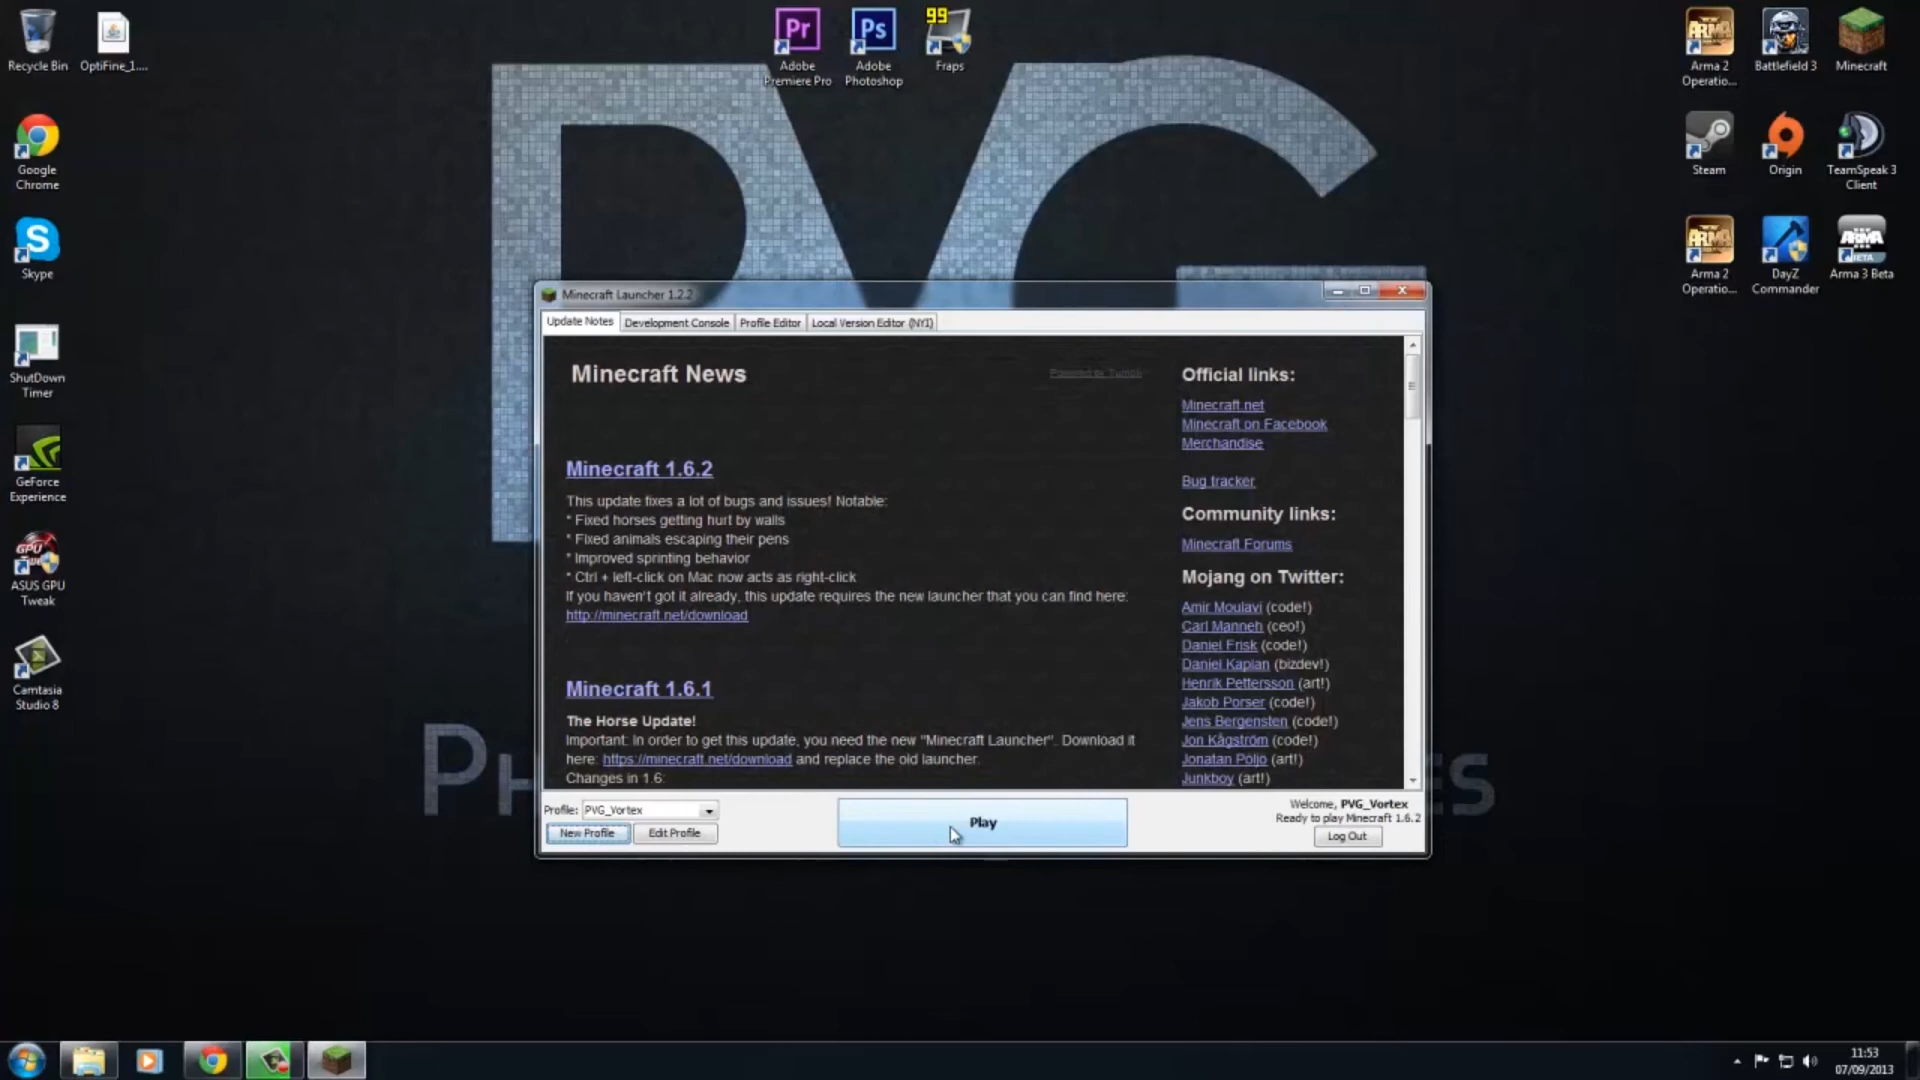 Recycle Bin
OptiFine_1....
Google
Chrome
Skype
ShutDown
Timer
GeForce
Experience
GPU
ASUS GPU
Tweak
Camtasia
Studio 8
Pr
Adobe
Premiere Pro
Ps
Adobe
Photoshop
99
Fraps
ARMA
Arma 2
Operatio...
Battlefield 3
Minecraft
Steam
Origin
TeamSpeak 3
Client
ARMA
Arma 2
Operatio...
DayZ
Commander
ARMA
Arma 3 Beta
PVG
Minecraft Launcher 1.2.2
Update Notes
Development Console
Profile Editor
Local Version Editor (NYI)
Minecraft News
Powered by Tumblr
Minecraft 1.6.2
This update fixes a lot of bugs and issues! Notable:
* Fixed horses getting hurt by walls
* Fixed animals escaping their pens
* Improved sprinting behavior
* Ctrl + left-click on Mac now acts as right-click
If you haven't got it already, this update requires the new launcher that you can find here:
http://minecraft.net/download
Minecraft 1.6.1
The Horse Update!
Important: In order to get this update, you need the new "Minecraft Launcher". Download it
here: https://minecraft.net/download and replace the old launcher.
Changes in 1.6:
Official links:
Minecraft.net
Minecraft on Facebook
Merchandise
Bug tracker
Community links:
Minecraft Forums
Mojang on Twitter:
Amir Moulavi (code!)
Carl Manneh (ceo!)
Daniel Frisk (code!)
Daniel Kaplan (bizdev!)
Henrik Pettersson (art!)
Jakob Porser (code!)
Jens Bergensten (code!)
Jon Kågström (code!)
Jonatan Pöljö (art!)
Junkboy (art!)
Profile: PVG_Vortex
New Profile
Edit Profile
Play
Welcome, PVG_Vortex
Ready to play Minecraft 1.6.2
Log Out
11:53
07/09/2013